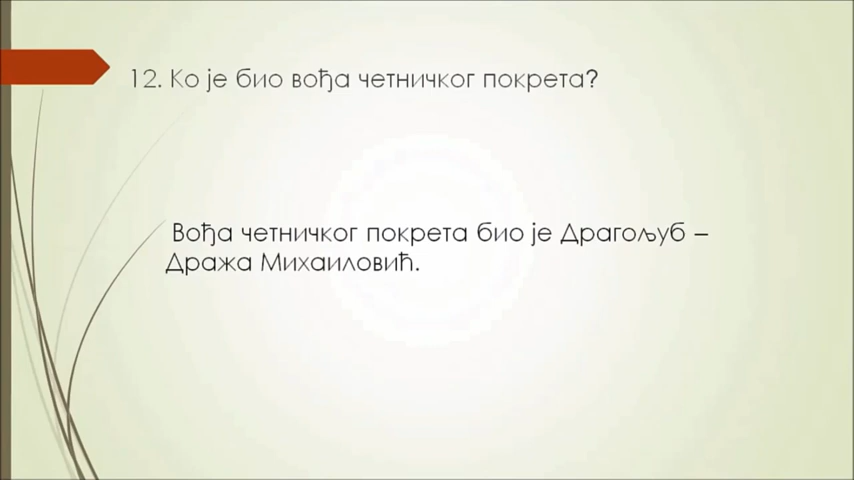 12. Ко је био вођа четничког покрета?
Вођа четничког покрета био је Драгољуб –
Дража Михаиловић.